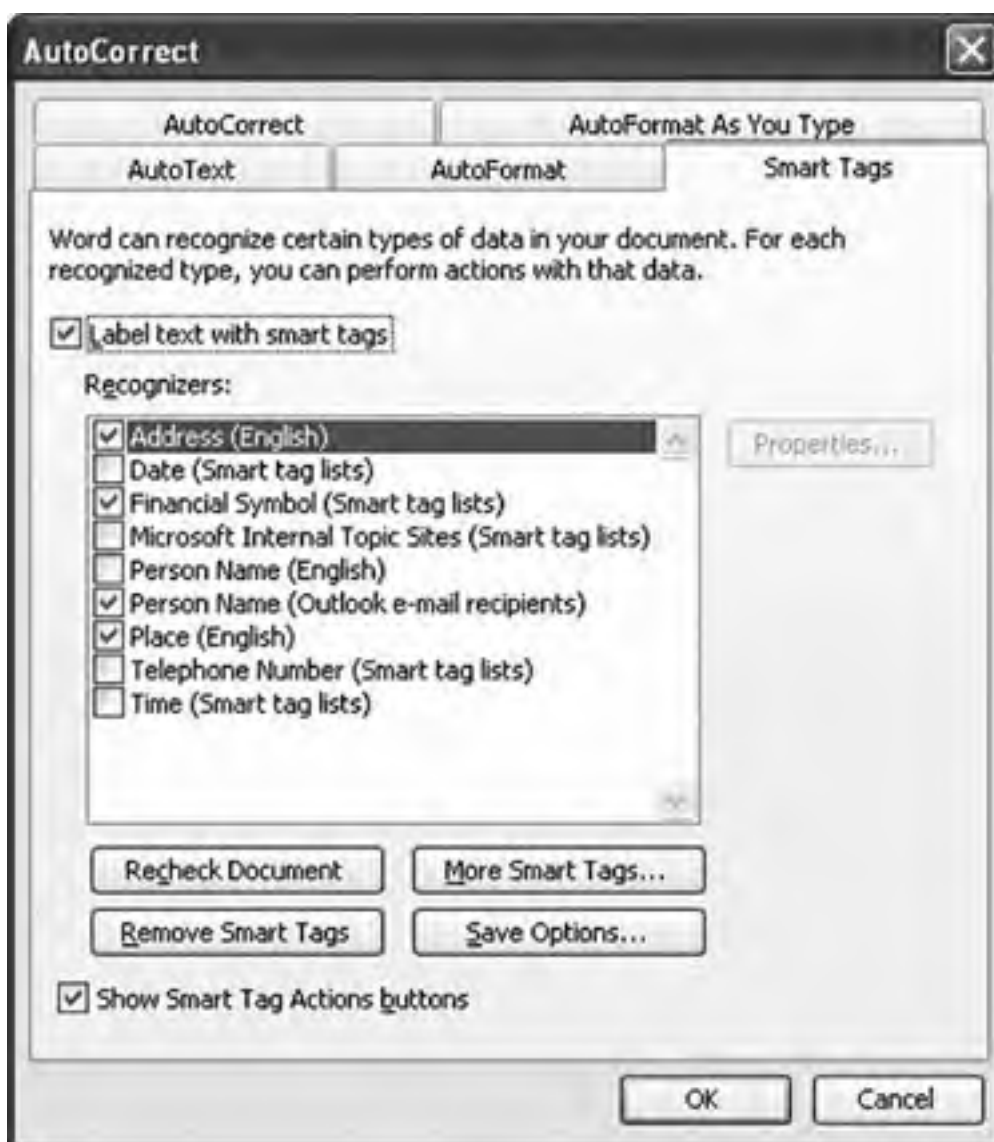 AutoCorrect
AutoCorrect AutoFormat As You Type
AutoText AutoFormat Smart Tags
Word can recognize certain types of data in your document. For each
recognized type, you can perform actions with that data.
Label text with smart tags
Recognizers:
Address (English)
Properties...
Date (Smart tag lists)
Financial Symbol (Smart tag lists)
Microsoft Internal Topic Sites (Smart tag lists)
Person Name (English)
Person Name (Outlook e-mail recipients)
Place (English)
Telephone Number (Smart tag lists)
Time (Smart tag lists)
Recheck Document More Smart Tags...
Remove Smart Tags Save Options...
Show Smart Tag Actions buttons
OK Cancel